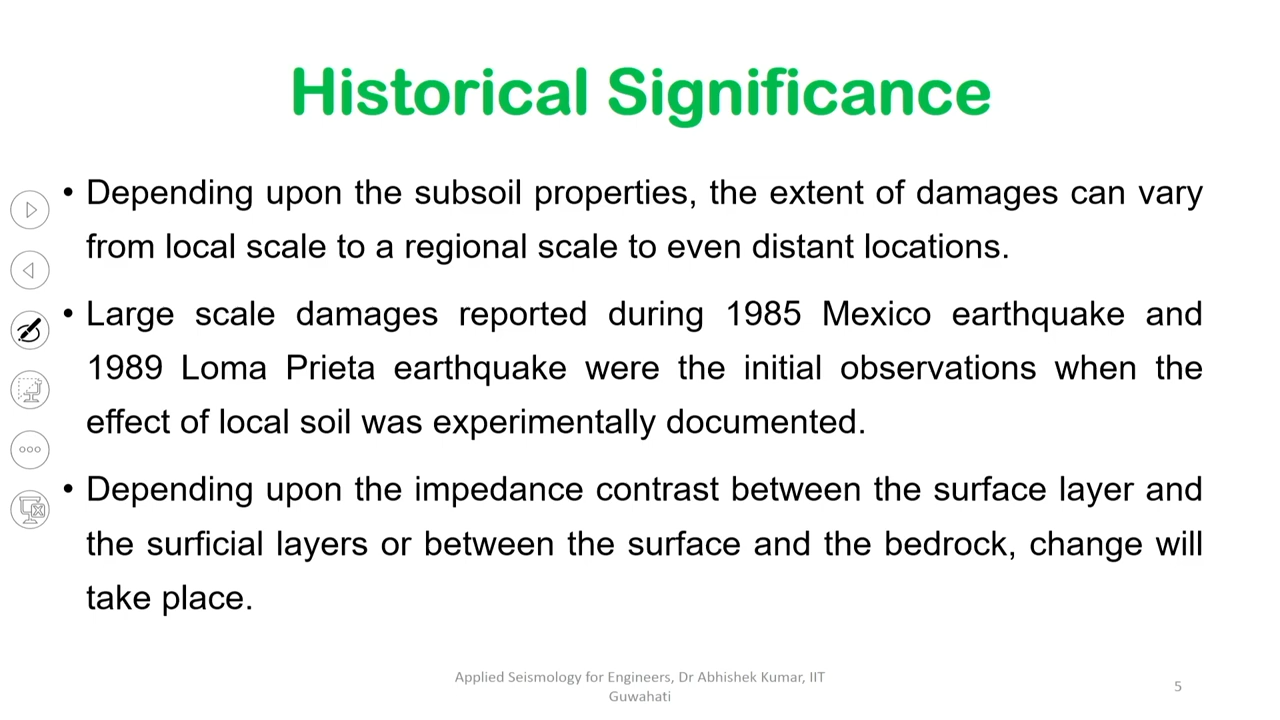 Historical Significance
• Depending upon the subsoil properties, the extent of damages can vary
from local scale to a regional scale to even distant locations.
• Large scale damages reported during 1985 Mexico earthquake and
1989 Loma Prieta earthquake were the initial observations when the
effect of local soil was experimentally documented.
• Depending upon the impedance contrast between the surface layer and
the surficial layers or between the surface and the bedrock, change will
take place.
Applied Seismology for Engineers, Dr Abhishek Kumar, IIT
Guwahati
5